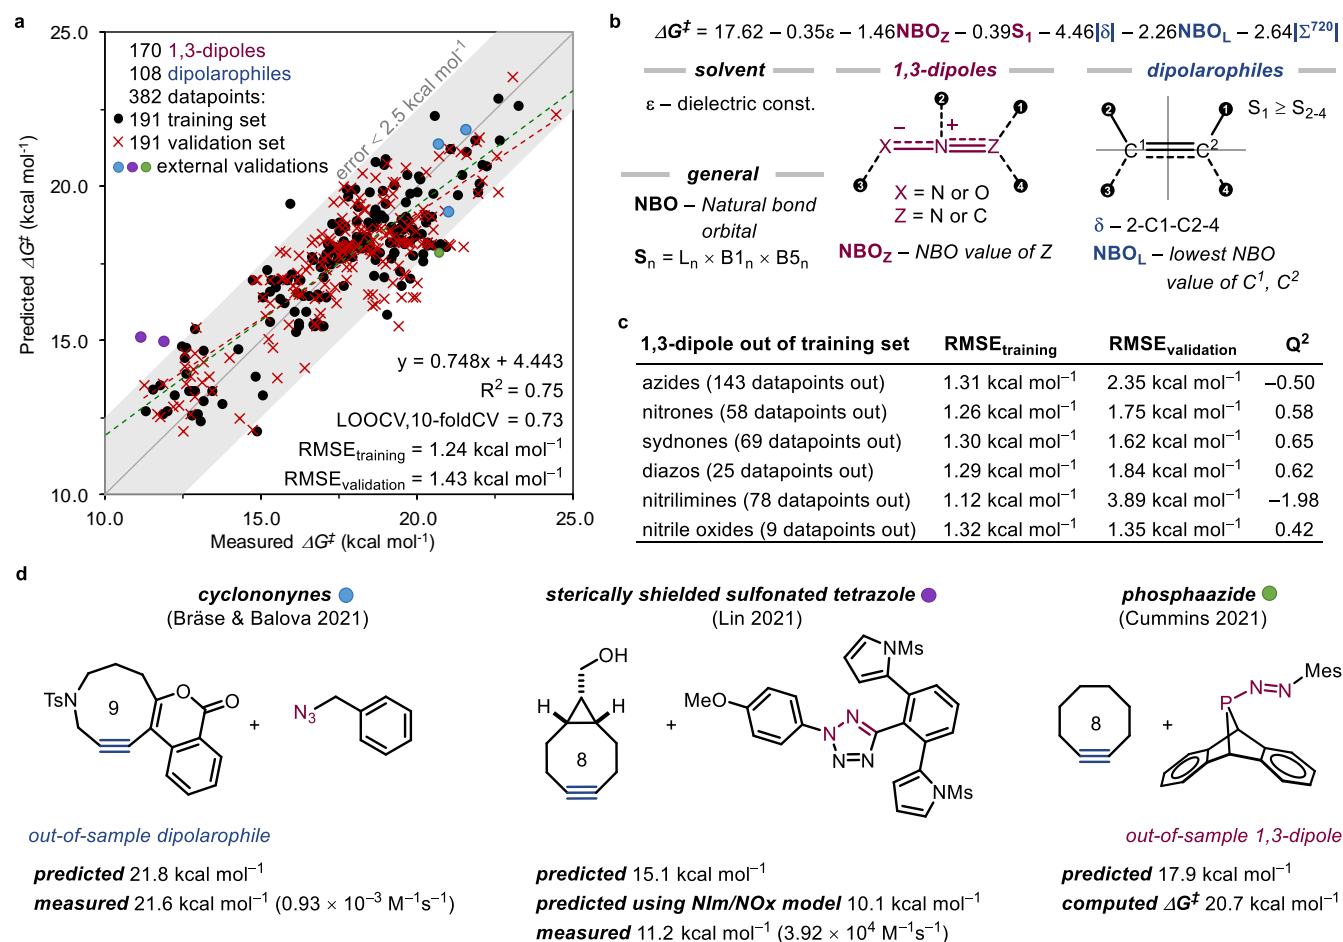 a
25.0
20.0
15.0
10.0
Predicted ΔG‡ (kcal mol⁻¹)
170 1,3-dipoles
108 dipolarophiles
382 datapoints:
191 training set
191 validation set
external validations
error < 2.5 kcal mol⁻¹
y = 0.748x + 4.443
R² = 0.75
LOOCV,10-foldCV = 0.73
RMSEtraining = 1.24 kcal mol⁻¹
RMSEvalidation = 1.43 kcal mol⁻¹
10.0 15.0 20.0 25.0
Measured ΔG‡ (kcal mol⁻¹)
b
ΔG‡ = 17.62 – 0.35ε – 1.46NBOZ – 0.39S1 – 4.46|δ| – 2.26NBOL – 2.64|Σ⁷²⁰|
solvent
ε – dielectric const.
general
NBO – Natural bond
orbital
Sn = Ln × B1n × B5n
1,3-dipoles
2
1
X – N + Z
3
4
X = N or O
Z = N or C
NBOZ – NBO value of Z
dipolarophiles
2
1
S1 ≥ S2-4
C¹ C²
3
4
δ – 2-C1-C2-4
NBOL – lowest NBO
value of C¹, C²
c
1,3-dipole out of training set RMSEtraining RMSEvalidation Q²
azides (143 datapoints out) 1.31 kcal mol⁻¹ 2.35 kcal mol⁻¹ –0.50
nitrones (58 datapoints out) 1.26 kcal mol⁻¹ 1.75 kcal mol⁻¹ 0.58
sydnones (69 datapoints out) 1.30 kcal mol⁻¹ 1.62 kcal mol⁻¹ 0.65
diazos (25 datapoints out) 1.29 kcal mol⁻¹ 1.84 kcal mol⁻¹ 0.62
nitrilimines (78 datapoints out) 1.12 kcal mol⁻¹ 3.89 kcal mol⁻¹ –1.98
nitrile oxides (9 datapoints out) 1.32 kcal mol⁻¹ 1.35 kcal mol⁻¹ 0.42
d
cyclononynes
(Bräse & Balova 2021)
Ts
N
9
O
O
+
N3
out-of-sample dipolarophile
predicted 21.8 kcal mol⁻¹
measured 21.6 kcal mol⁻¹ (0.93 × 10⁻³ M⁻¹s⁻¹)
sterically shielded sulfonated tetrazole
(Lin 2021)
OH
H H
8
+
MeO
N N
N N
NMs
NMs
predicted 15.1 kcal mol⁻¹
predicted using NIm/NOx model 10.1 kcal mol⁻¹
measured 11.2 kcal mol⁻¹ (3.92 × 10⁴ M⁻¹s⁻¹)
phosphaazide
(Cummins 2021)
8
+
P
N=N
Mes
out-of-sample 1,3-dipole
predicted 17.9 kcal mol⁻¹
computed ΔG‡ 20.7 kcal mol⁻¹